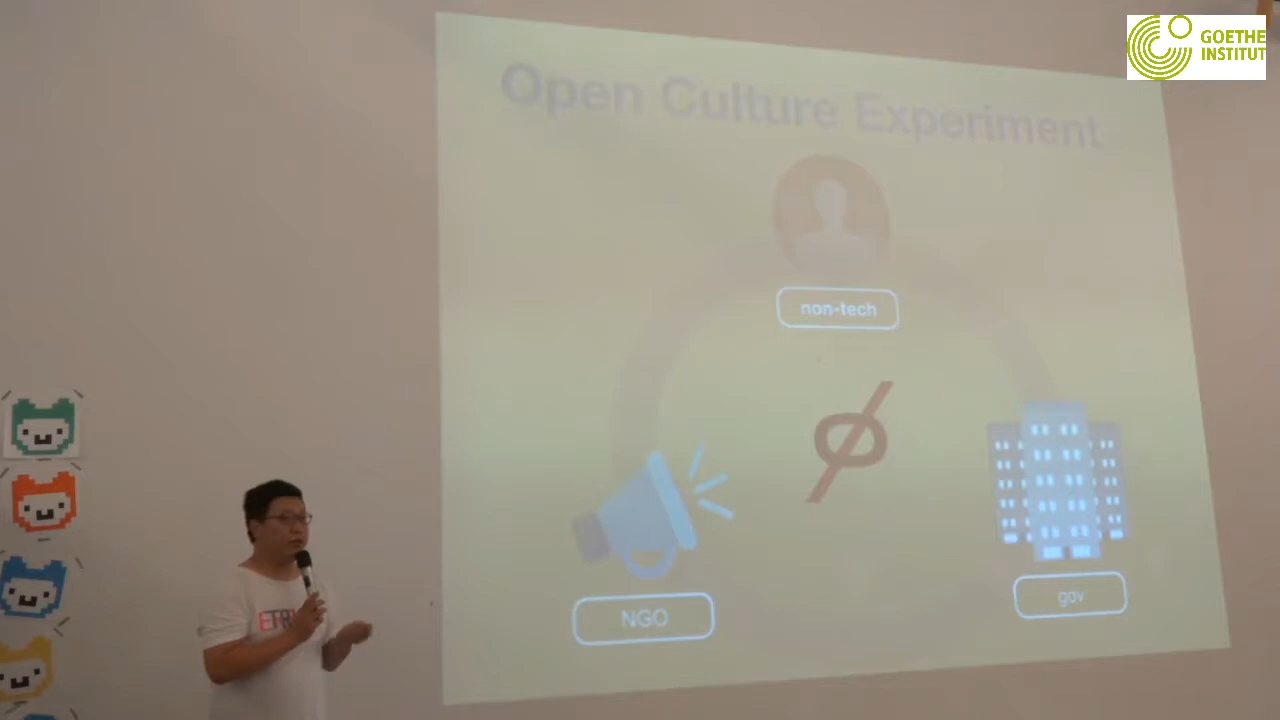 GOETHE
INSTITUT
Open Culture Experiment
non-tech
NGO
gov